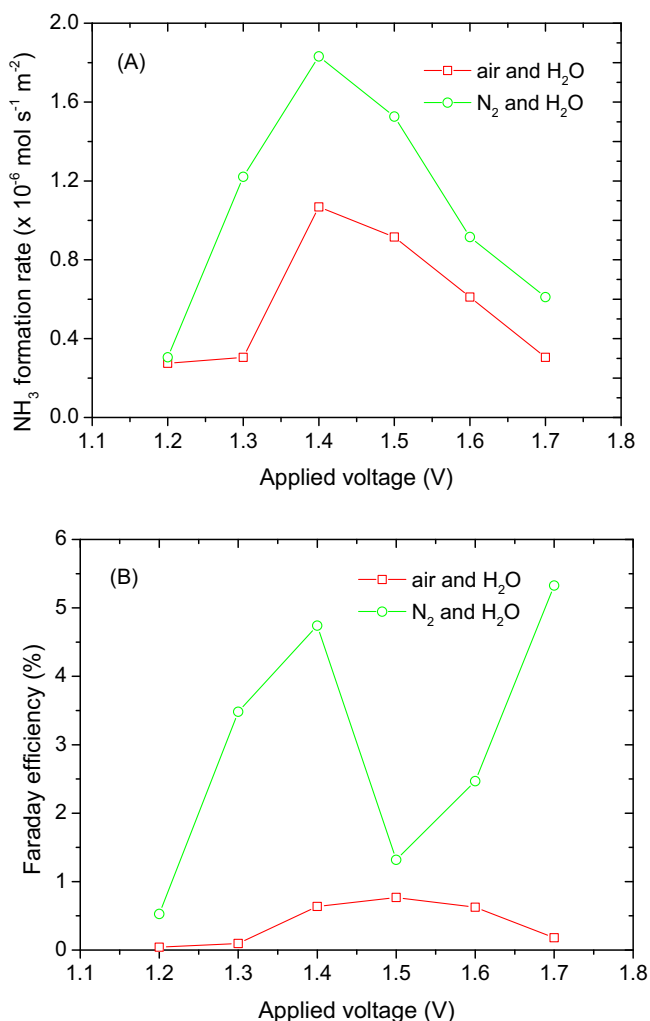 (A)
air and H₂O
N₂ and H₂O
NH₃ formation rate (x 10⁻⁶ mol s⁻¹ m⁻²)
2.0
1.6
1.2
0.8
0.4
0.0
1.1 1.2 1.3 1.4 1.5 1.6 1.7 1.8
Applied voltage (V)
(B)
air and H₂O
N₂ and H₂O
Faraday efficiency (%)
6
5
4
3
2
1
0
1.1 1.2 1.3 1.4 1.5 1.6 1.7 1.8
Applied voltage (V)